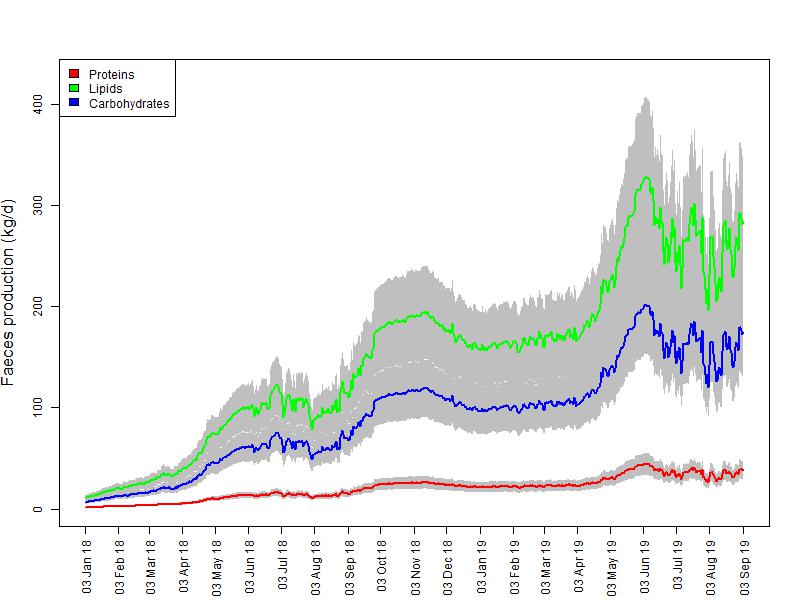 Proteins
Lipids
Carbohydrates
Faeces production (kg/d)
400
300
200
100
0
03 Jan 18
03 Feb 18
03 Mar 18
03 Apr 18
03 May 18
03 Jun 18
03 Jul 18
03 Aug 18
03 Sep 18
03 Oct 18
03 Nov 18
03 Dec 18
03 Jan 19
03 Feb 19
03 Mar 19
03 Apr 19
03 May 19
03 Jun 19
03 Jul 19
03 Aug 19
03 Sep 19